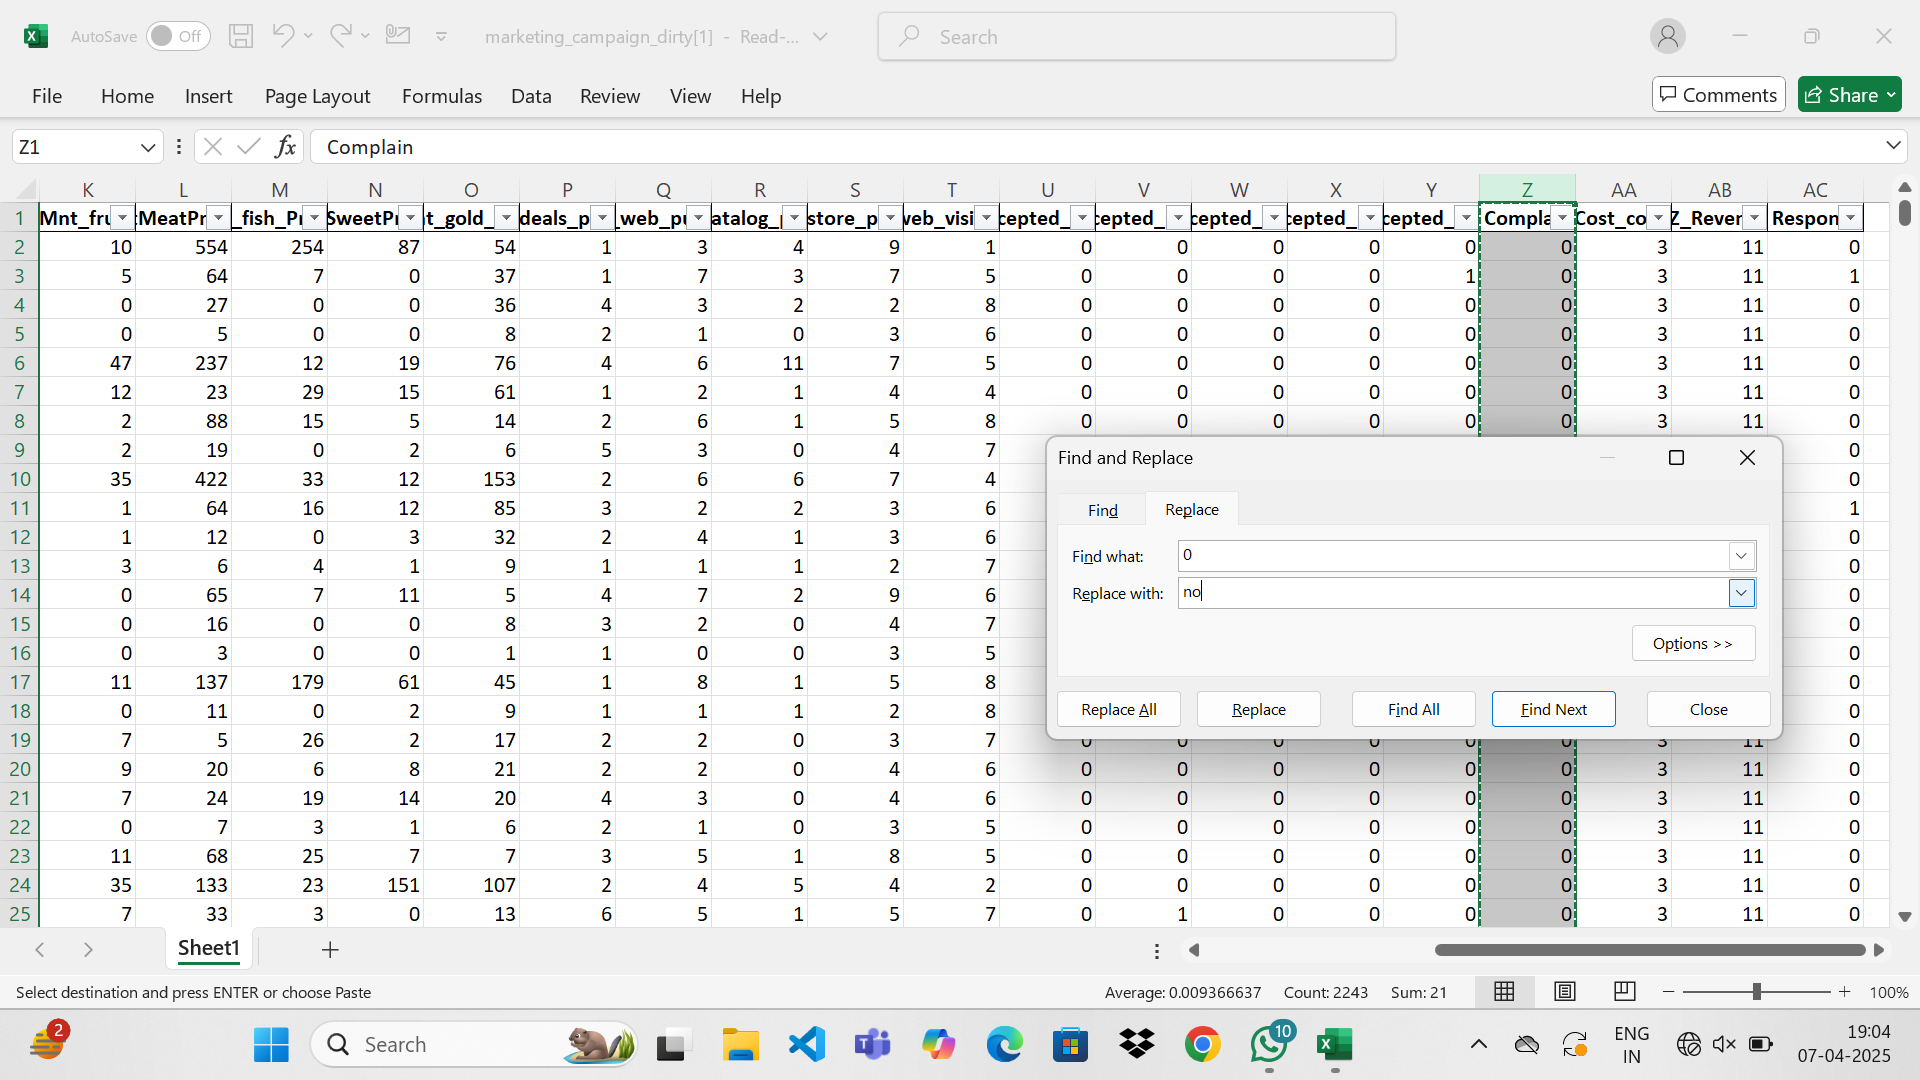 AutoSave Off marketing_campaign_dirty[1] - Read-... Search
File Home Insert Page Layout Formulas Data Review View Help Comments Share
Z1 fx Complain
K L M N O P Q R S T U V W X Y Z AA AB AC
1 Mnt_fru MeatPr _fish_Pr SweetPr t_gold_ deals_p _web_pu atalog_p store_p web_visi cepted_ cepted_ cepted_ cepted_ cepted_ Compla Cost_co Z_Reven Respon
2 10 554 254 87 54 1 3 4 9 1 0 0 0 0 0 0 3 11 0
3 5 64 7 0 37 1 7 3 7 5 0 0 0 0 1 0 3 11 1
4 0 27 0 0 36 4 3 2 2 8 0 0 0 0 0 0 3 11 0
5 0 5 0 0 8 2 1 0 3 6 0 0 0 0 0 0 3 11 0
6 47 237 12 19 76 4 6 11 7 5 0 0 0 0 0 0 3 11 0
7 12 23 29 15 61 1 2 1 4 4 0 0 0 0 0 0 3 11 0
8 2 88 15 5 14 2 6 1 5 8 0 0 0 0 0 0 3 11 0
9 2 19 0 2 6 5 3 0 4 7 0
10 35 422 33 12 153 2 6 6 7 4 0
11 1 64 16 12 85 3 2 2 3 6 1
12 1 12 0 3 32 2 4 1 3 6 0
13 3 6 4 1 9 1 1 1 2 7 0
14 0 65 7 11 5 4 7 2 9 6 0
15 0 16 0 0 8 3 2 0 4 7 0
16 0 3 0 0 1 1 0 0 3 5 0
17 11 137 179 61 45 1 8 1 5 8 0
18 0 11 0 2 9 1 1 1 2 8 0
19 7 5 26 2 17 2 2 0 3 7 0 0 0 0 0 0 3 11 0
20 9 20 6 8 21 2 2 0 4 6 0 0 0 0 0 0 3 11 0
21 7 24 19 14 20 4 3 0 4 6 0 0 0 0 0 0 3 11 0
22 0 7 3 1 6 2 1 0 3 5 0 0 0 0 0 0 3 11 0
23 11 68 25 7 7 3 5 1 8 5 0 0 0 0 0 0 3 11 0
24 35 133 23 151 107 2 4 5 4 2 0 0 0 0 0 0 3 11 0
25 7 33 3 0 13 6 5 1 5 7 0 1 0 0 0 0 3 11 0
Find and Replace
Find Replace
Find what: 0
Replace with: no
Options >>
Replace All Replace Find All Find Next Close
Sheet1
Select destination and press ENTER or choose Paste Average: 0.009366637 Count: 2243 Sum: 21 100%
2 Search 10 ENG IN 19:04 07-04-2025